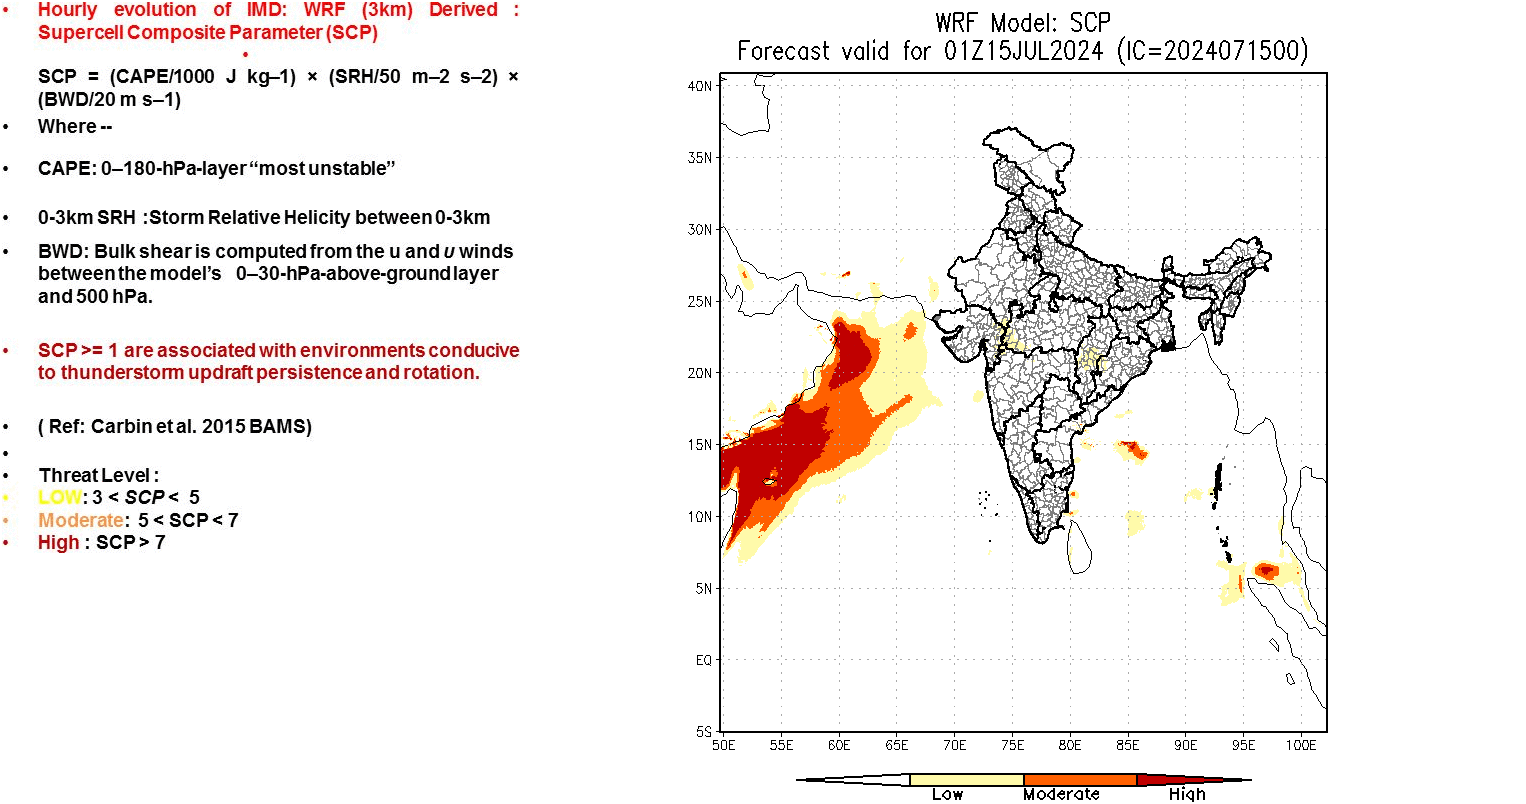 • Hourly evolution of IMD: WRF (3km) Derived :
Supercell Composite Parameter (SCP)
•
SCP = (CAPE/1000 J kg–1) × (SRH/50 m–2 s–2) ×
(BWD/20 m s–1)
• Where --
• CAPE: 0–180-hPa-layer “most unstable”
• 0-3km SRH :Storm Relative Helicity between 0-3km
• BWD: Bulk shear is computed from the u and υ winds
between the model’s 0–30-hPa-above-ground layer
and 500 hPa.
• SCP >= 1 are associated with environments conducive
to thunderstorm updraft persistence and rotation.
• ( Ref: Carbin et al. 2015 BAMS)
•
• Threat Level :
• LOW: 3 < SCP < 5
• Moderate: 5 < SCP < 7
• High : SCP > 7
WRF Model: SCP
Forecast valid for 01Z15JUL2024 (IC=2024071500)
40N
35N
30N
25N
20N
15N
10N
5N
EQ
5S
50E 55E 60E 65E 70E 75E 80E 85E 90E 95E 100E
Low Moderate High